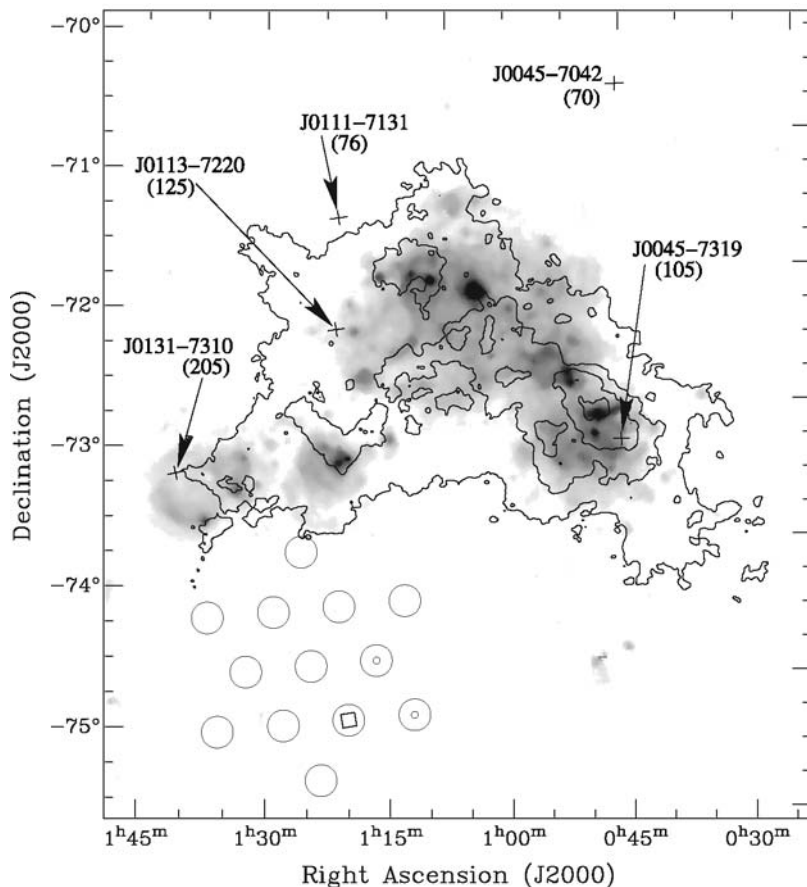 -70°
J0045-7042
(70)
J0111-7131
(76)
-71°
J0113-7220
(125)
J0045-7319
(105)
-72°
J0131-7310
(205)
-73°
-74°
-75°
Declination (J2000)
1ʰ45ᵐ 1ʰ30ᵐ 1ʰ15ᵐ 1ʰ00ᵐ 0ʰ45ᵐ 0ʰ30ᵐ
Right Ascension (J2000)